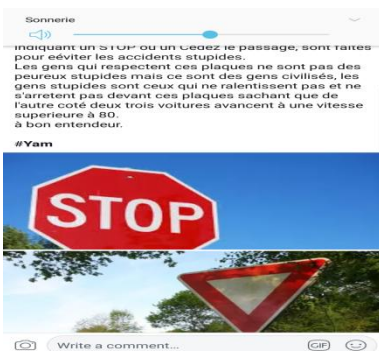 Sonnerie
indiquant un STOP ou un Cédez le passage, sont faites
pour eéviter les accidents stupides.
Les gens qui respectent ces plaques ne sont pas des
peureux stupides mais ce sont des gens civilisés, les
gens stupides sont ceux qui ne ralentissent pas et ne
s'arretent pas devant ces plaques sachant que de
l'autre coté deux trois voitures avancent à une vitesse
superieure à 80.
à bon entendeur.
#Yam
STOP
Write a comment...
GIF